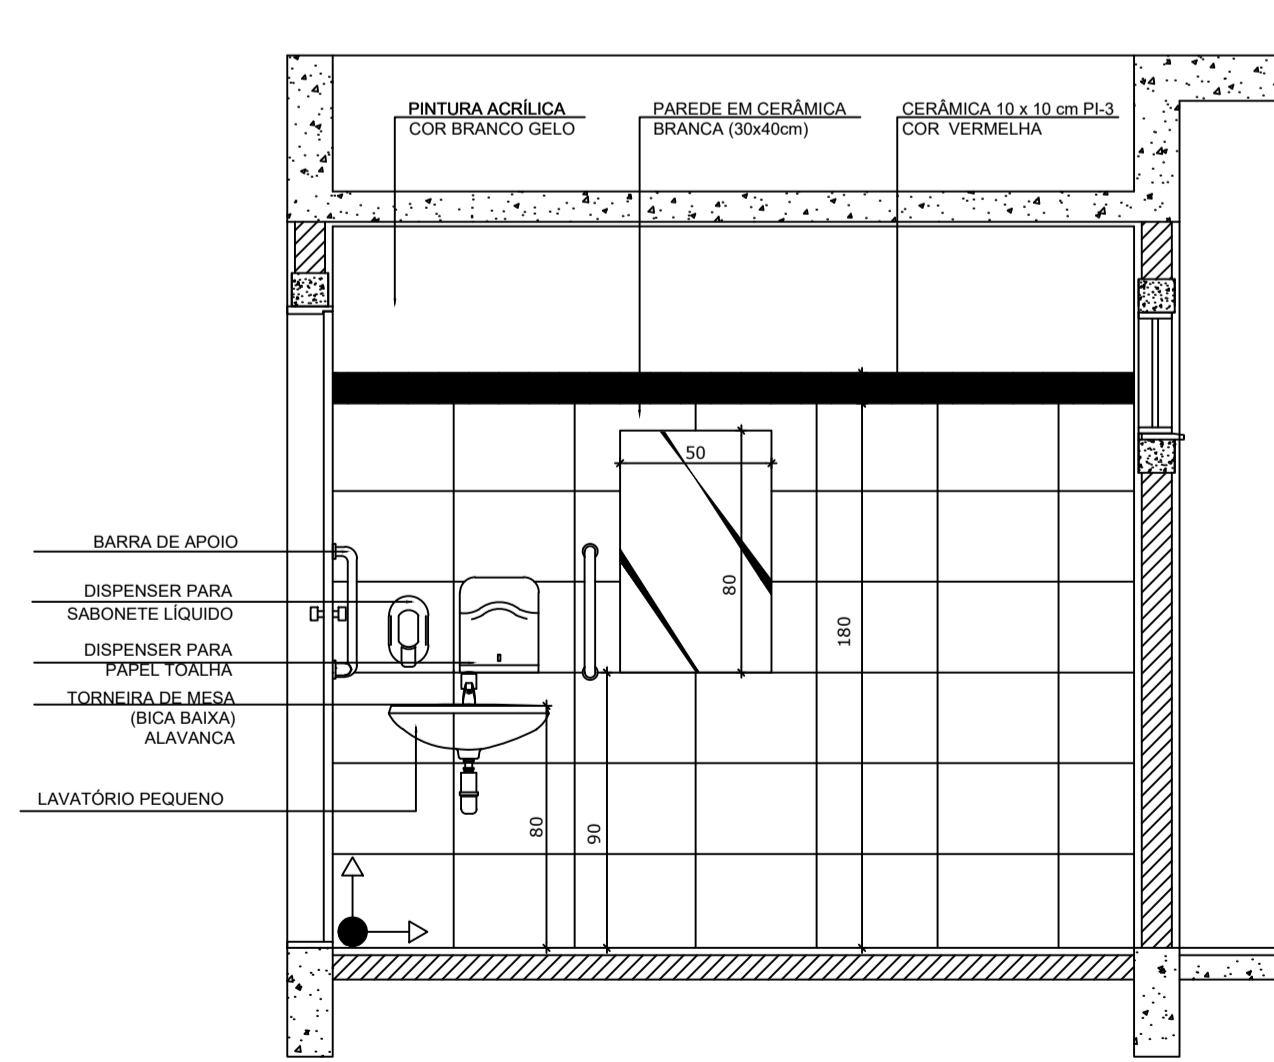 PINTURA ACRÍLICA
COR BRANCO GELO
PAREDE EM CERÂMICA
BRANCA (30x40cm)
CERÂMICA 10 x 10 cm PI-3
COR VERMELHA
50
80
180
BARRA DE APOIO
DISPENSER PARA
SABONETE LÍQUIDO
DISPENSER PARA
PAPEL TOALHA
TORNEIRA DE MESA
(BICA BAIXA)
ALAVANCA
LAVATÓRIO PEQUENO
80
90